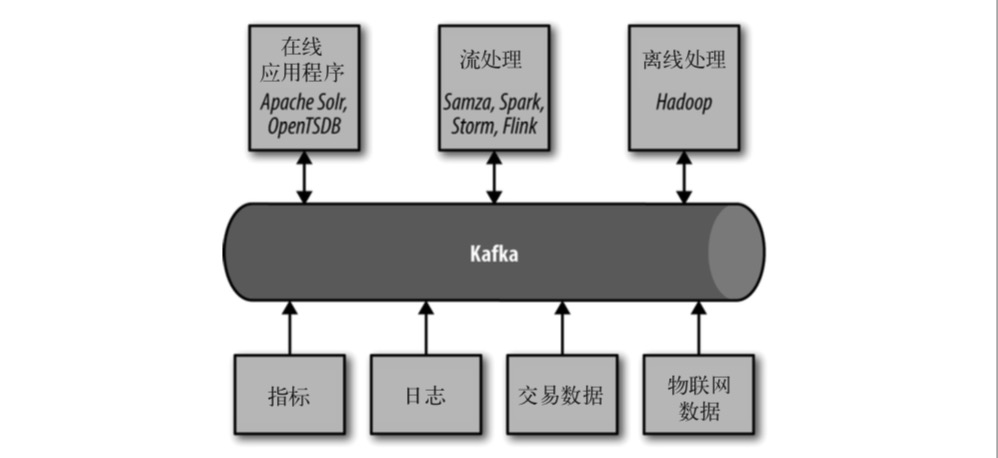 在线
应用程序
Apache Solr,
OpenTSDB
流处理
Samza, Spark,
Storm, Flink
离线处理
Hadoop
Kafka
指标
日志
交易数据
物联网
数据